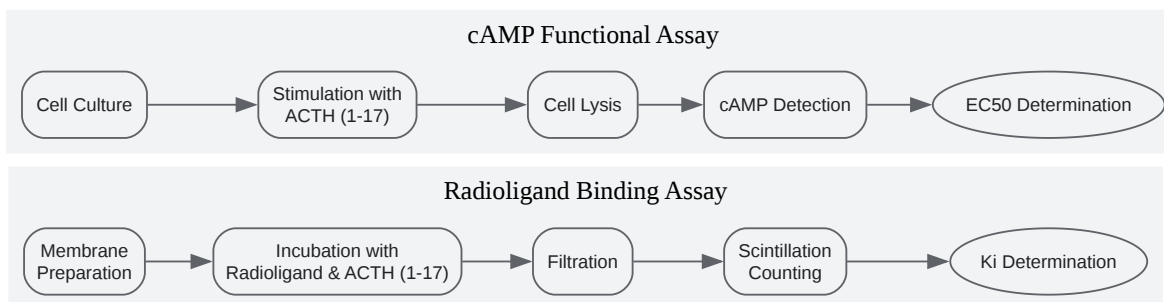 cAMP Functional Assay
Cell Culture
Stimulation with
ACTH (1-17)
Cell Lysis
cAMP Detection
EC50 Determination
Radioligand Binding Assay
Membrane
Preparation
Incubation with
Radioligand & ACTH (1-17)
Filtration
Scintillation
Counting
Ki Determination